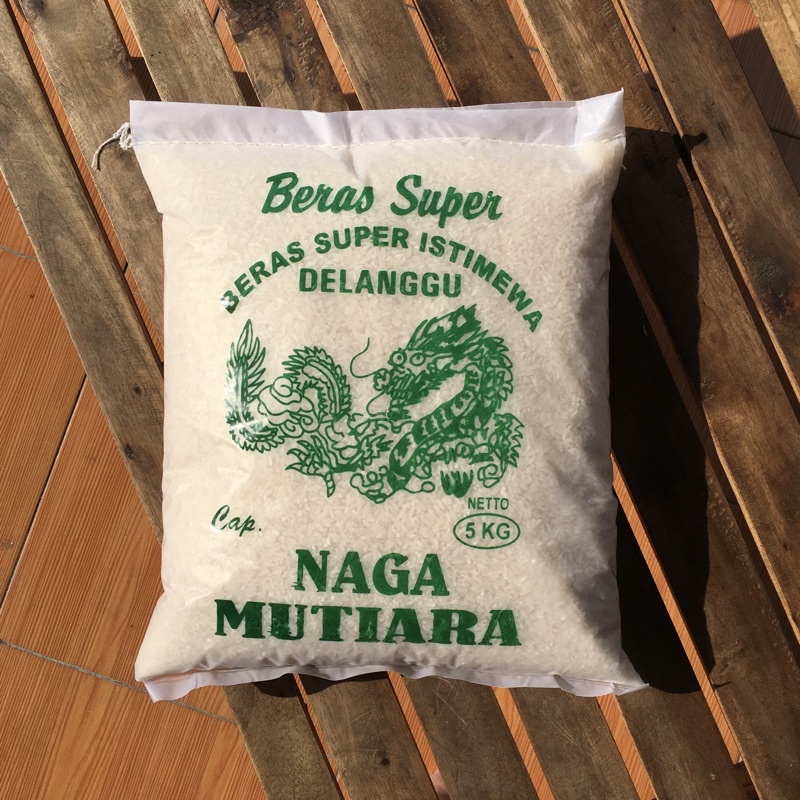 Beras Super
BERAS SUPER ISTIMEWA
DELANGGU
NETTO
5 KG
Cap.
NAGA
MUTIARA